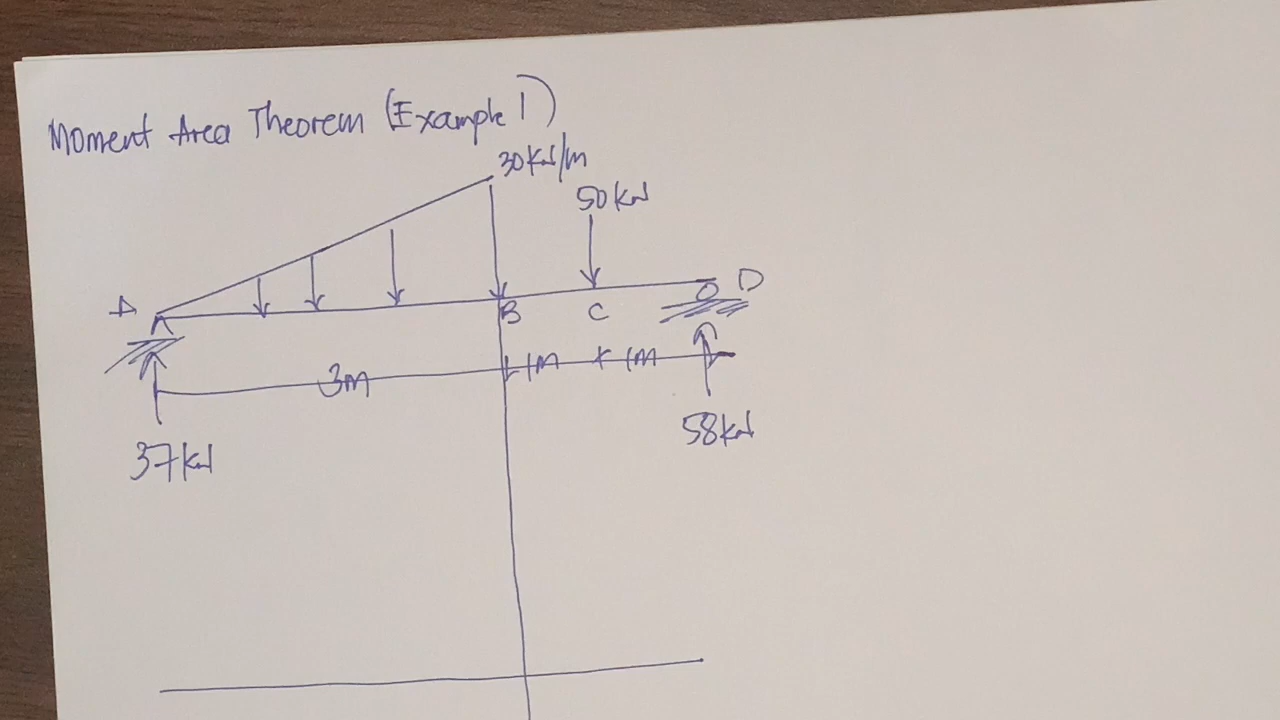 Moment Area Theorem (Example 1)
30kN/m
50kN
A
B
C
D
3m
1m
1m
37kN
58kN